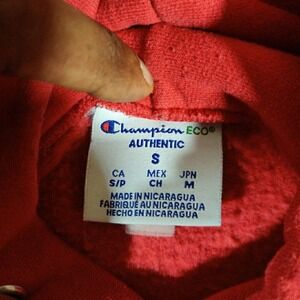 Champion ECO®
AUTHENTIC
S
CA MEX JPN
S/P CH M
MADE IN NICARAGUA
FABRIQUÉ AU NICARAGUA
HECHO EN NICARAGUA